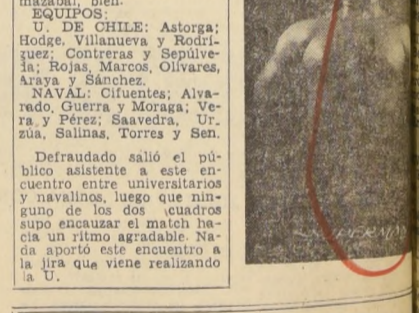 mazábal, bien.
EQUIPOS:
U. DE CHILE: Astorga;
Hodge, Villanueva y Rodrí-
guez; Contreras y Sepúlve-
da; Rojas, Marcos, Olivares,
Araya y Sánchez.
NAVAL: Cifuentes; Alva-
rado, Guerra y Moraga; Ve-
ra y Pérez; Saavedra, Ur-
zúa, Salinas, Torres y Sen.
Defraudado salió el pú-
blico asistente a este en-
cuentro entre universitarios
y navalinos, luego que nin-
guno de los dos cuadros
supo encauzar el match ha-
cia un ritmo agradable. Na-
da aportó este encuentro a
la jira que viene realizando
la U.